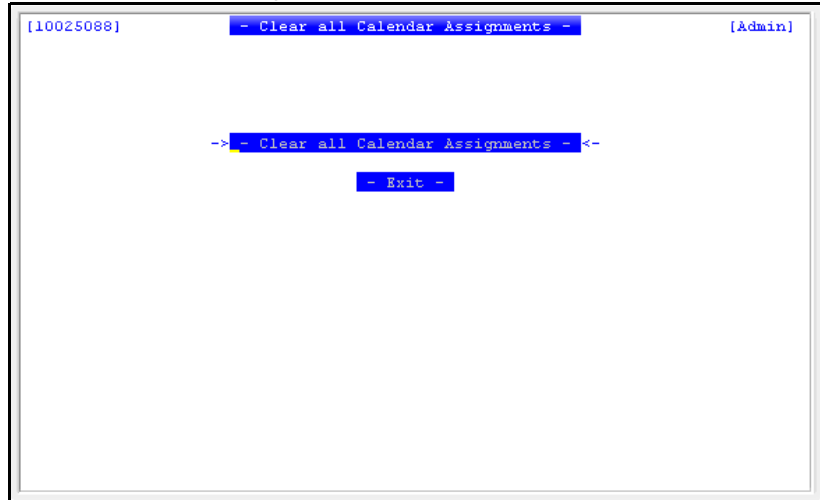 [10025088] - Clear all Calendar Assignments - [Admin]
->- Clear all Calendar Assignments - <-
- Exit -